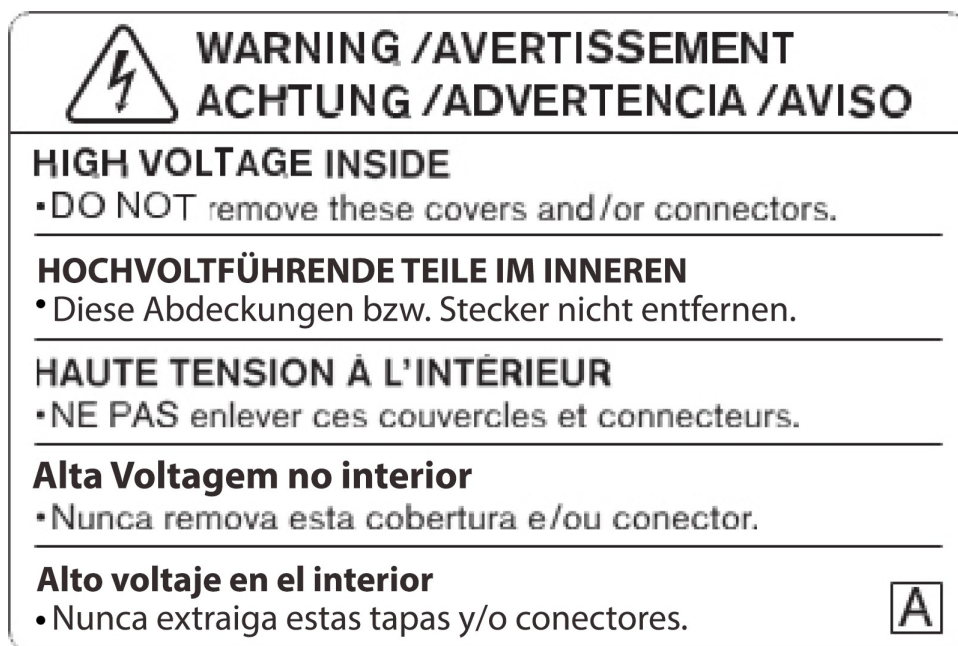 WARNING /AVERTISSEMENT
ACHTUNG /ADVERTENCIA /AVISO
HIGH VOLTAGE INSIDE
•DO NOT remove these covers and/or connectors.
HOCHVOLTFÜHRENDE TEILE IM INNEREN
•Diese Abdeckungen bzw. Stecker nicht entfernen.
HAUTE TENSION À L'INTÉRIEUR
•NE PAS enlever ces couvercles et connecteurs.
Alta Voltagem no interior
•Nunca remova esta cobertura e/ou conector.
Alto voltaje en el interior
•Nunca extraiga estas tapas y/o conectores.
A